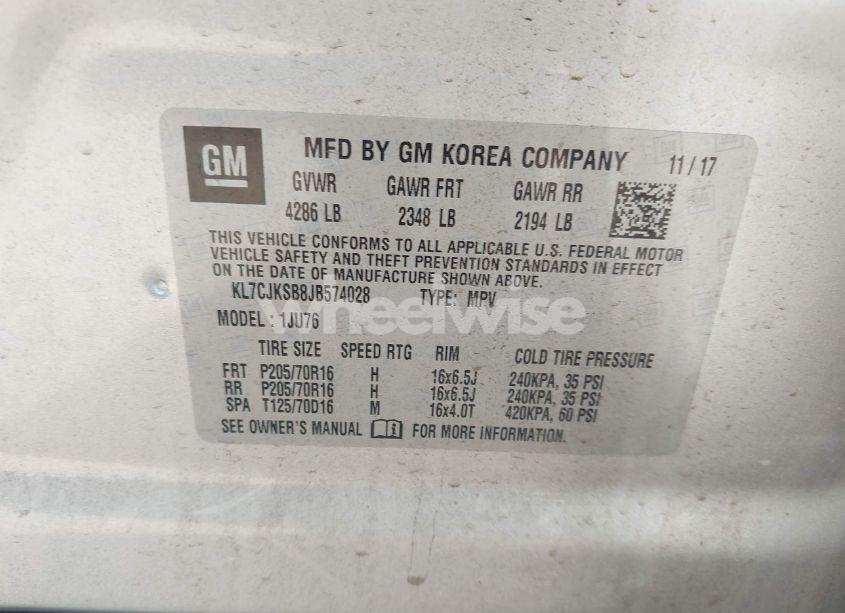 GM
MFD BY GM KOREA COMPANY 11/17
GVWR GAWR FRT GAWR RR
4286 LB 2348 LB 2194 LB
THIS VEHICLE CONFORMS TO ALL APPLICABLE U.S. FEDERAL MOTOR
VEHICLE SAFETY AND THEFT PREVENTION STANDARDS IN EFFECT
ON THE DATE OF MANUFACTURE SHOWN ABOVE.
KL7CJKSB8JB574028 TYPE: MPV
wheelwise
MODEL: 1JU76
TIRE SIZE SPEED RTG RIM COLD TIRE PRESSURE
FRT P205/70R16 H 16x6.5J 240KPA, 35 PSI
RR P205/70R16 H 16x6.5J 240KPA, 35 PSI
SPA T125/70D16 M 16x4.0T 420KPA, 60 PSI
SEE OWNER'S MANUAL FOR MORE INFORMATION.